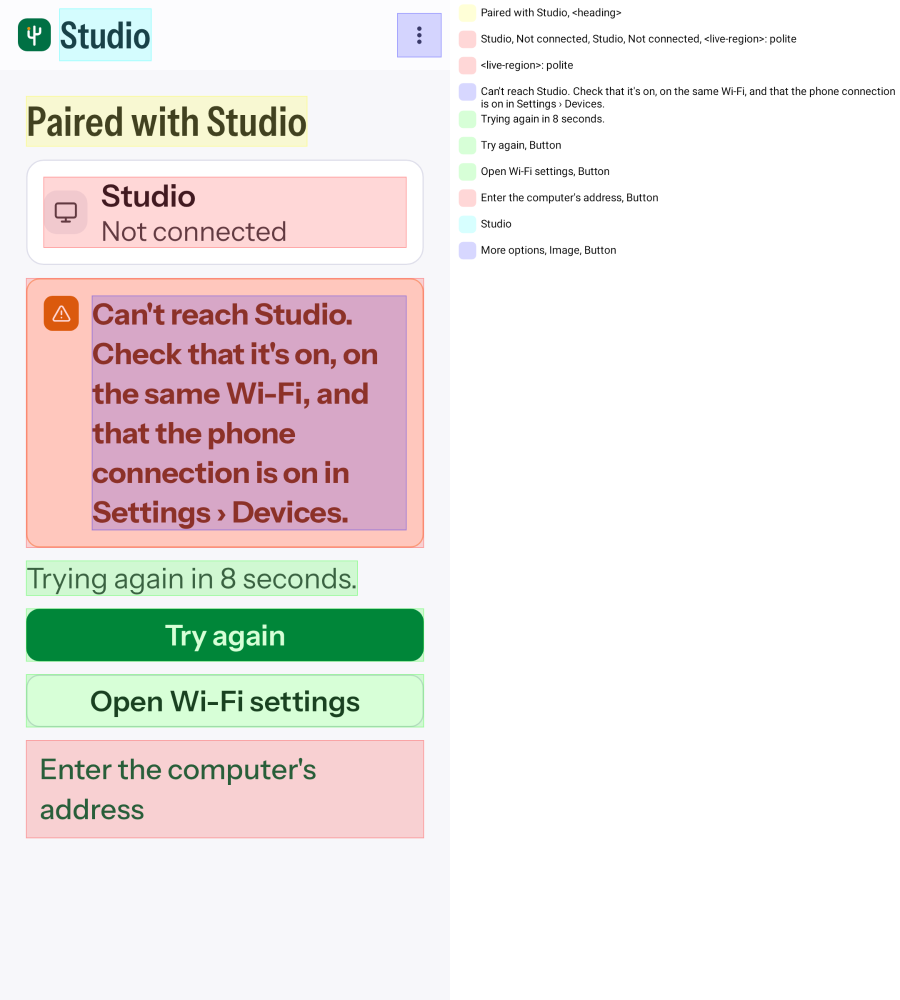 Studio
Paired with Studio
Studio
Not connected
Can't reach Studio.
Check that it's on, on
the same Wi-Fi, and
that the phone
connection is on in
Settings › Devices.
Trying again in 8 seconds.
Try again
Open Wi-Fi settings
Enter the computer's
address
Paired with Studio, <heading>
Studio, Not connected, Studio, Not connected, <live-region>: polite
<live-region>: polite
Can't reach Studio. Check that it's on, on the same Wi-Fi, and that the phone connection
is on in Settings › Devices.
Trying again in 8 seconds.
Try again, Button
Open Wi-Fi settings, Button
Enter the computer's address, Button
Studio
More options, Image, Button